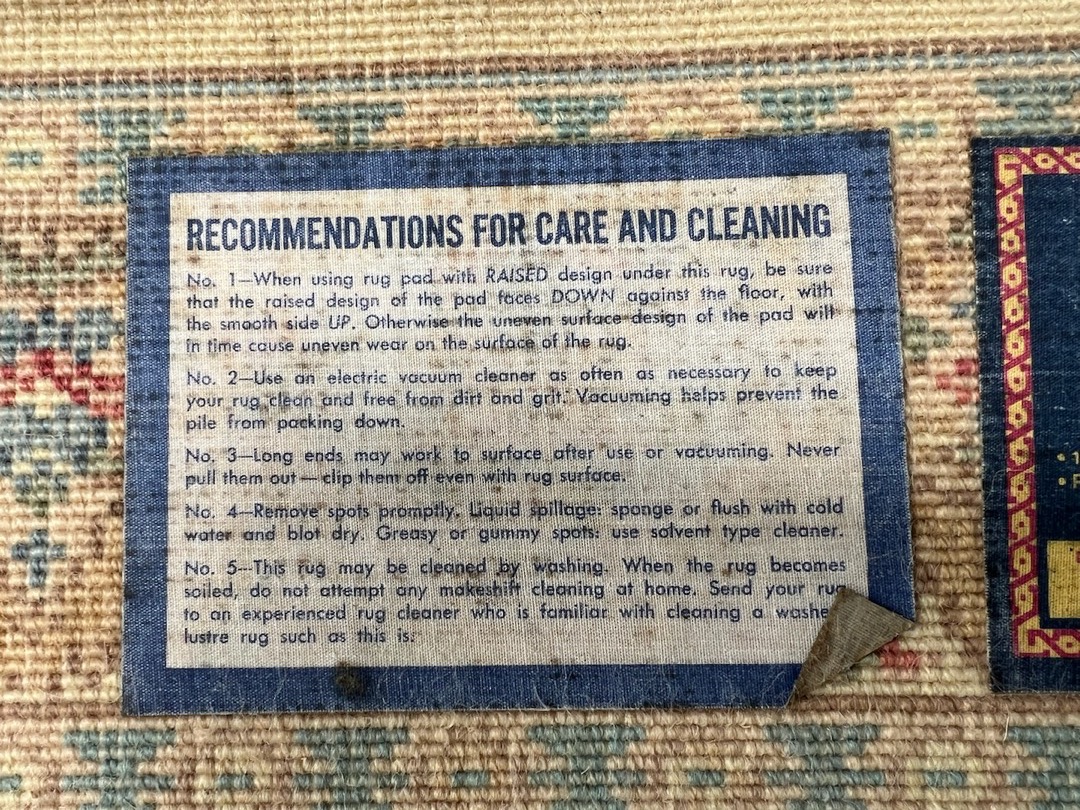 RECOMMENDATIONS FOR CARE AND CLEANING
No. 1—When using rug pad with RAISED design under this rug, be sure
that the raised design of the pad faces DOWN against the floor, with
the smooth side UP. Otherwise the uneven surface design of the pad will
in time cause uneven wear on the surface of the rug.
No. 2—Use an electric vacuum cleaner as often as necessary to keep
your rug clean and free from dirt and grit. Vacuuming helps prevent the
pile from packing down.
No. 3—Long ends may work to surface after use or vacuuming. Never
pull them out — clip them off even with rug surface.
No. 4—Remove spots promptly. Liquid spillage: sponge or flush with cold
water and blot dry. Greasy or gummy spots: use solvent type cleaner.
No. 5—This rug may be cleaned by washing. When the rug becomes
soiled, do not attempt any makeshift cleaning at home. Send your rug
to an experienced rug cleaner who is familiar with cleaning a washe
lustre rug such as this is.